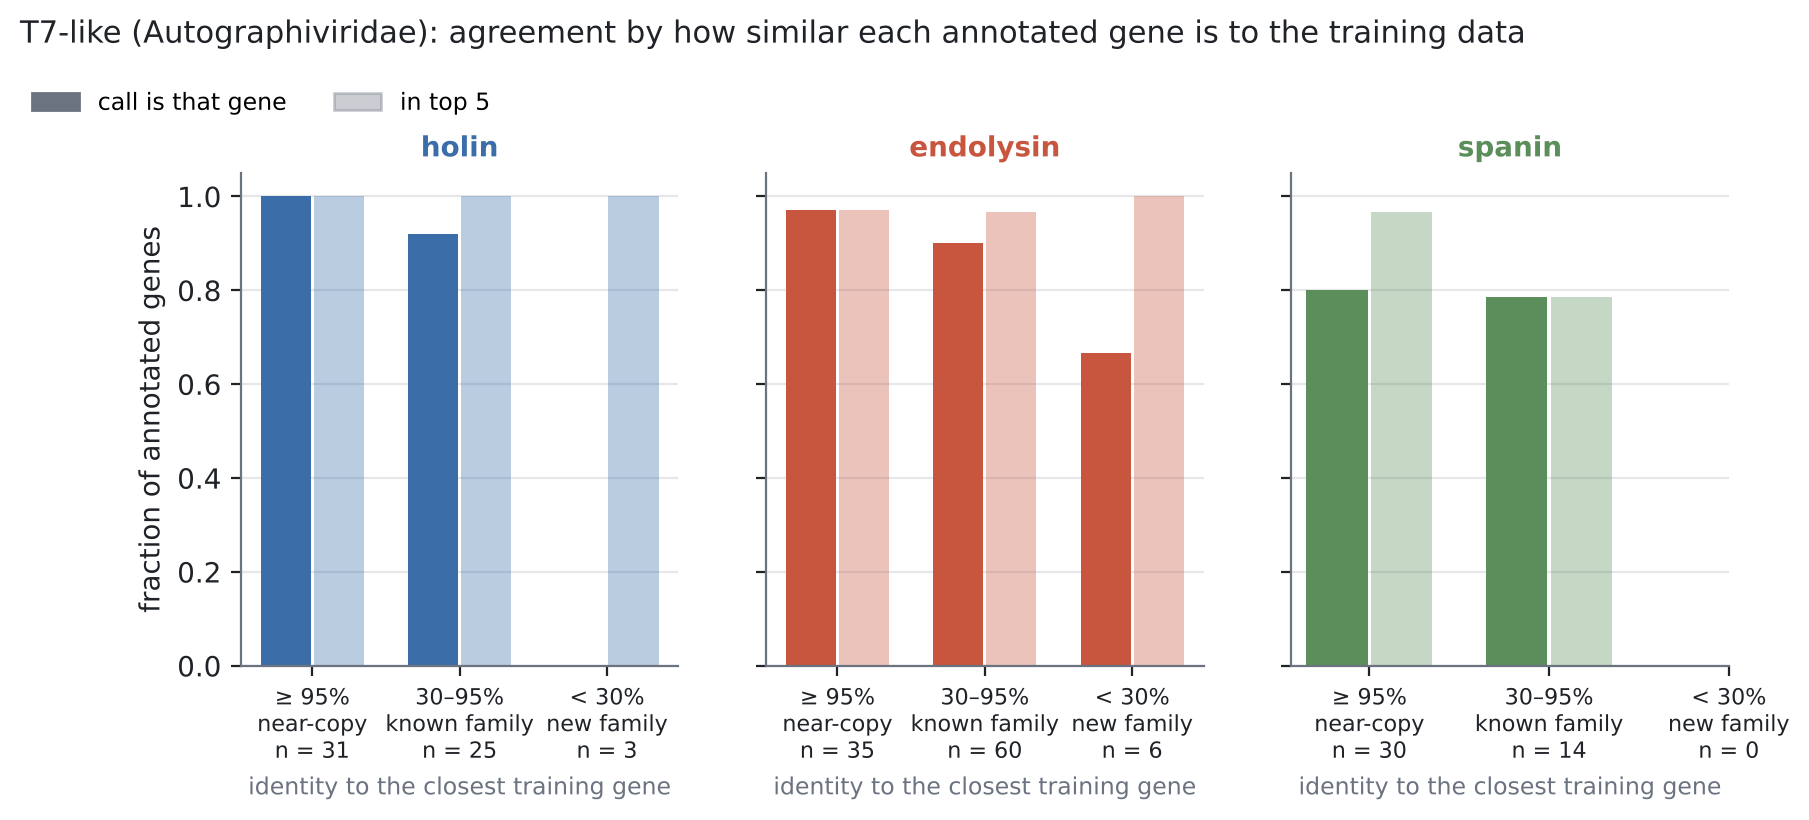 T7-like (Autographiviridae): agreement by how similar each annotated gene is to the training data
call is that gene
in top 5
holin
endolysin
spanin
fraction of annotated genes
1.0
0.8
0.6
0.4
0.2
0.0
≥ 95%
near-copy
n = 31
30–95%
known family
n = 25
< 30%
new family
n = 3
identity to the closest training gene
≥ 95%
near-copy
n = 35
30–95%
known family
n = 60
< 30%
new family
n = 6
identity to the closest training gene
≥ 95%
near-copy
n = 30
30–95%
known family
n = 14
< 30%
new family
n = 0
identity to the closest training gene